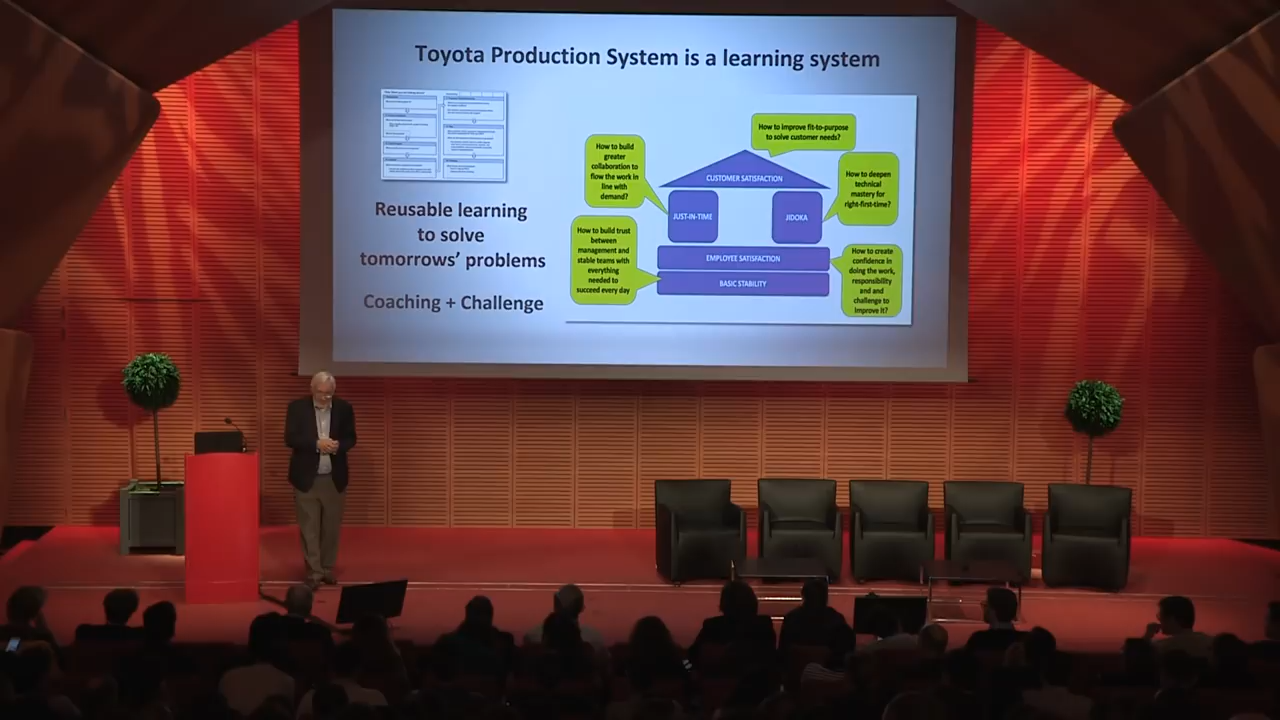 Toyota Production System is a learning system
Reusable learning
to solve
tomorrows’ problems
Coaching + Challenge
How to improve fit-to-purpose
to solve customer needs?
How to build
greater
collaboration to
flow the work in
line with
demand?
CUSTOMER SATISFACTION
How to deepen
technical
mastery for
right-first-time?
JUST-IN-TIME
JIDOKA
How to build trust
between
management and
stable teams with
everything
needed to
succeed every day
EMPLOYEE SATISFACTION
BASIC STABILITY
How to create
confidence in
doing the work,
responsibility
and and
challenge to
improve it?